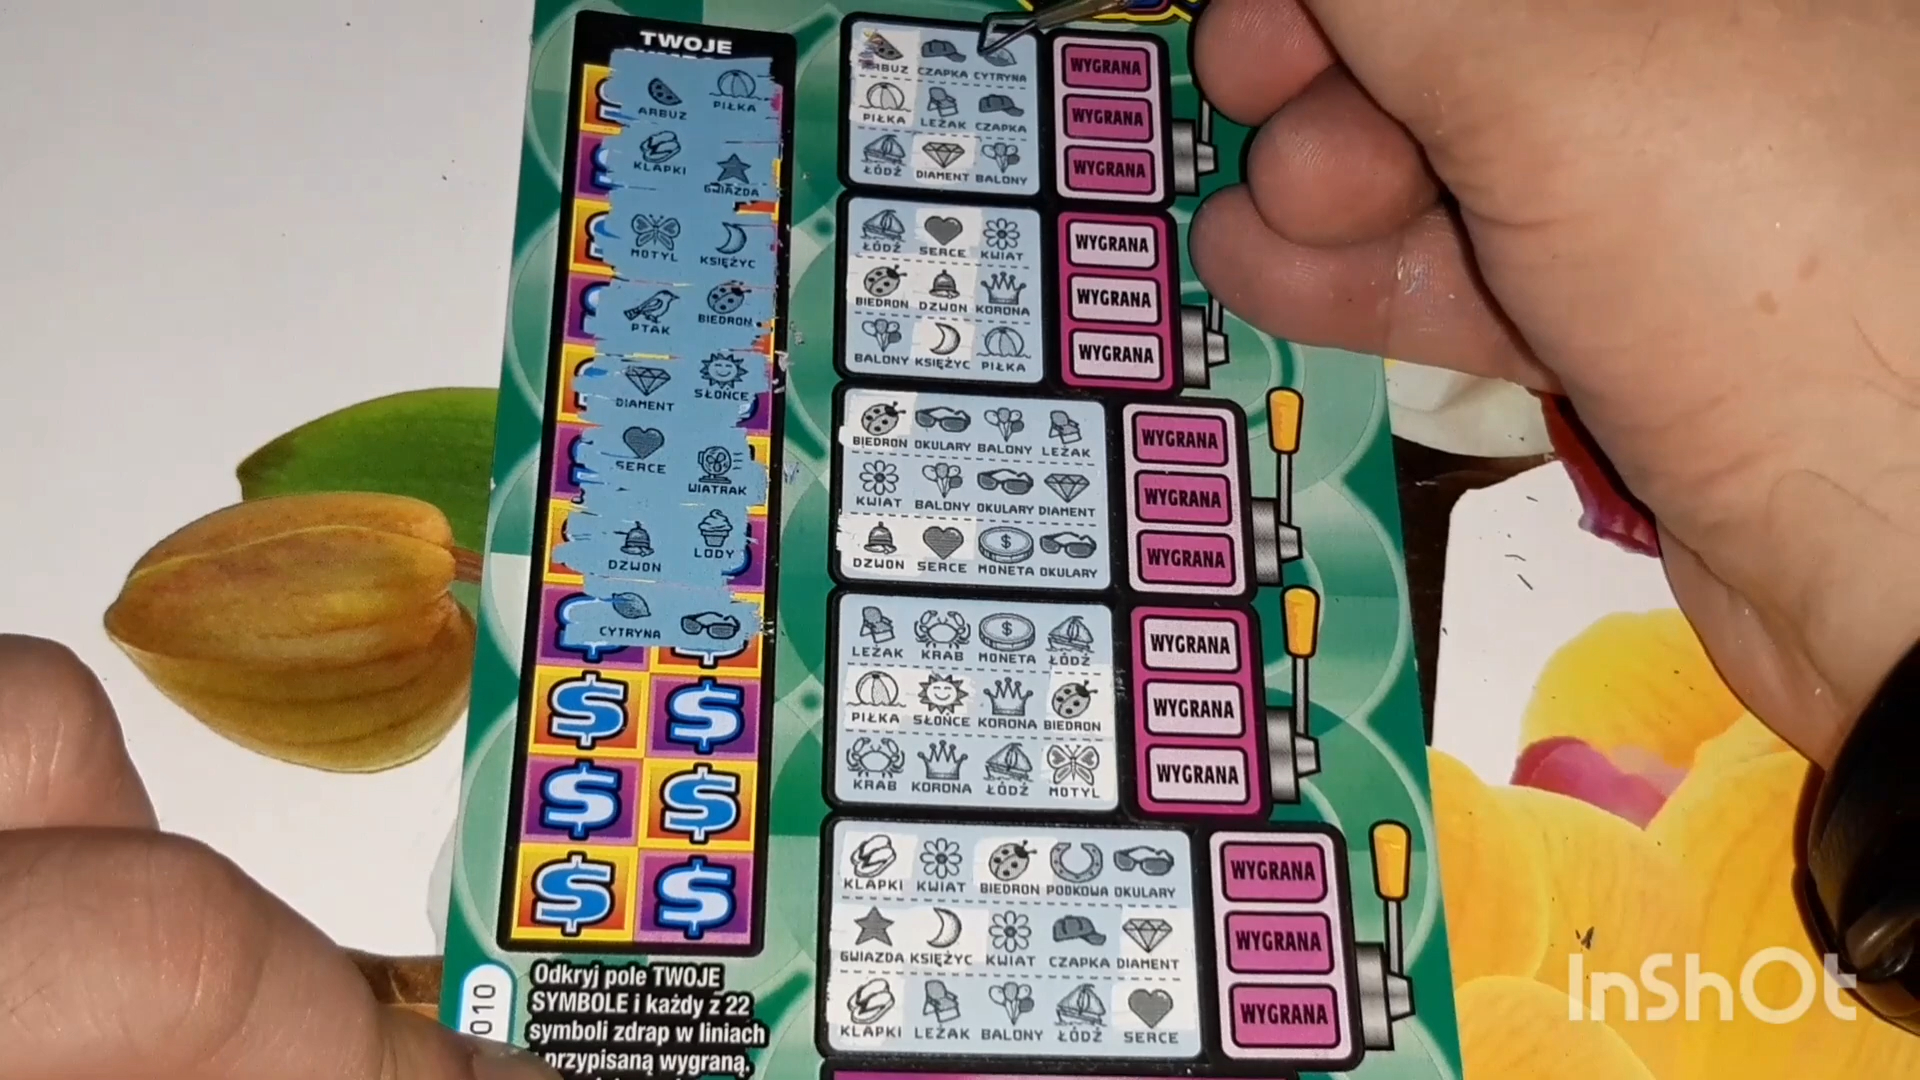 TWOJE
ARBUZ PIŁKA
KLAPKI GWIAZDA
MOTYL KSIĘŻYC
PTAK BIEDRON
DIAMENT SŁOŃCE
SERCE WIATRAK
DZWON LODY
CYTRYNA
ARBUZ CZAPKA CYTRYNA
PIŁKA LEŻAK CZAPKA
ŁÓDŹ DIAMENT BALONY
WYGRANA
WYGRANA
WYGRANA
ŁÓDŹ SERCE KWIAT
BIEDRON DZWON KORONA
BALONY KSIĘŻYC PIŁKA
WYGRANA
WYGRANA
WYGRANA
BIEDRON OKULARY BALONY LEŻAK
KWIAT BALONY OKULARY DIAMENT
DZWON SERCE MONETA OKULARY
WYGRANA
WYGRANA
WYGRANA
LEŻAK KRAB MONETA ŁÓDŹ
PIŁKA SŁOŃCE KORONA BIEDRON
KRAB KORONA ŁÓDŹ MOTYL
WYGRANA
WYGRANA
WYGRANA
KLAPKI KWIAT BIEDRON PODKOWA OKULARY
GWIAZDA KSIĘŻYC KWIAT CZAPKA DIAMENT
KLAPKI LEŻAK BALONY ŁÓDŹ SERCE
WYGRANA
WYGRANA
WYGRANA
010
Odkryj pole TWOJE
SYMBOLE i każdy z 22
symboli zdrap w liniach
przypisaną wygraną.
InShOt